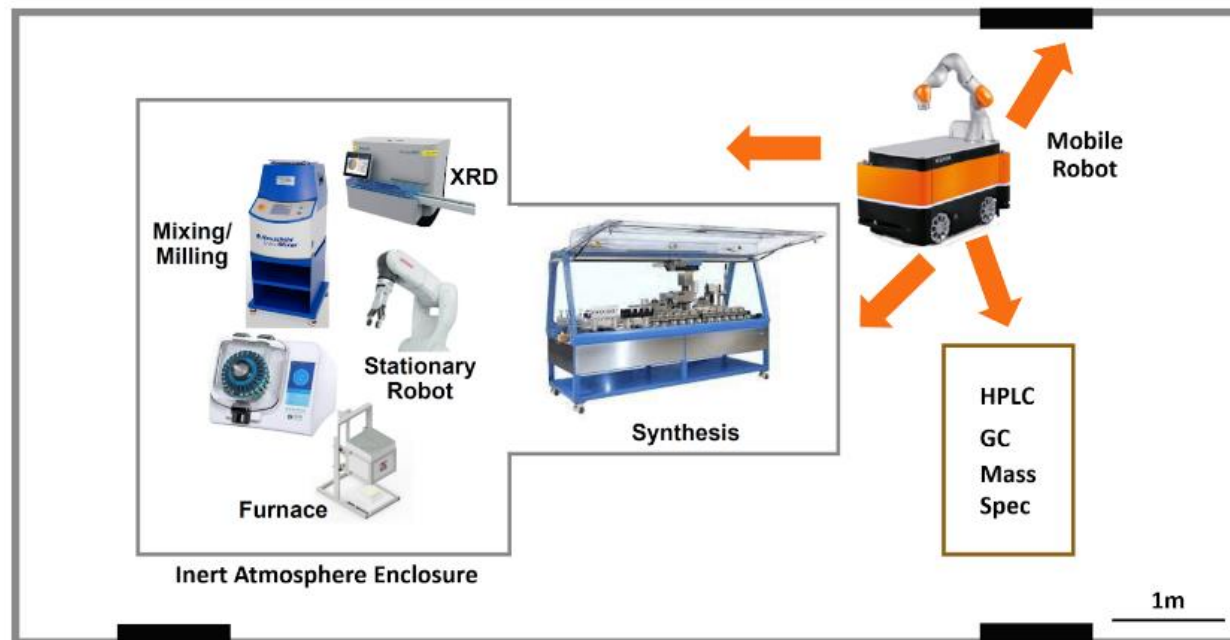 Mobile
Robot
XRD
Mixing/
Milling
Stationary
Robot
Synthesis
HPLC
GC
Mass
Spec
Furnace
Inert Atmosphere Enclosure
1m